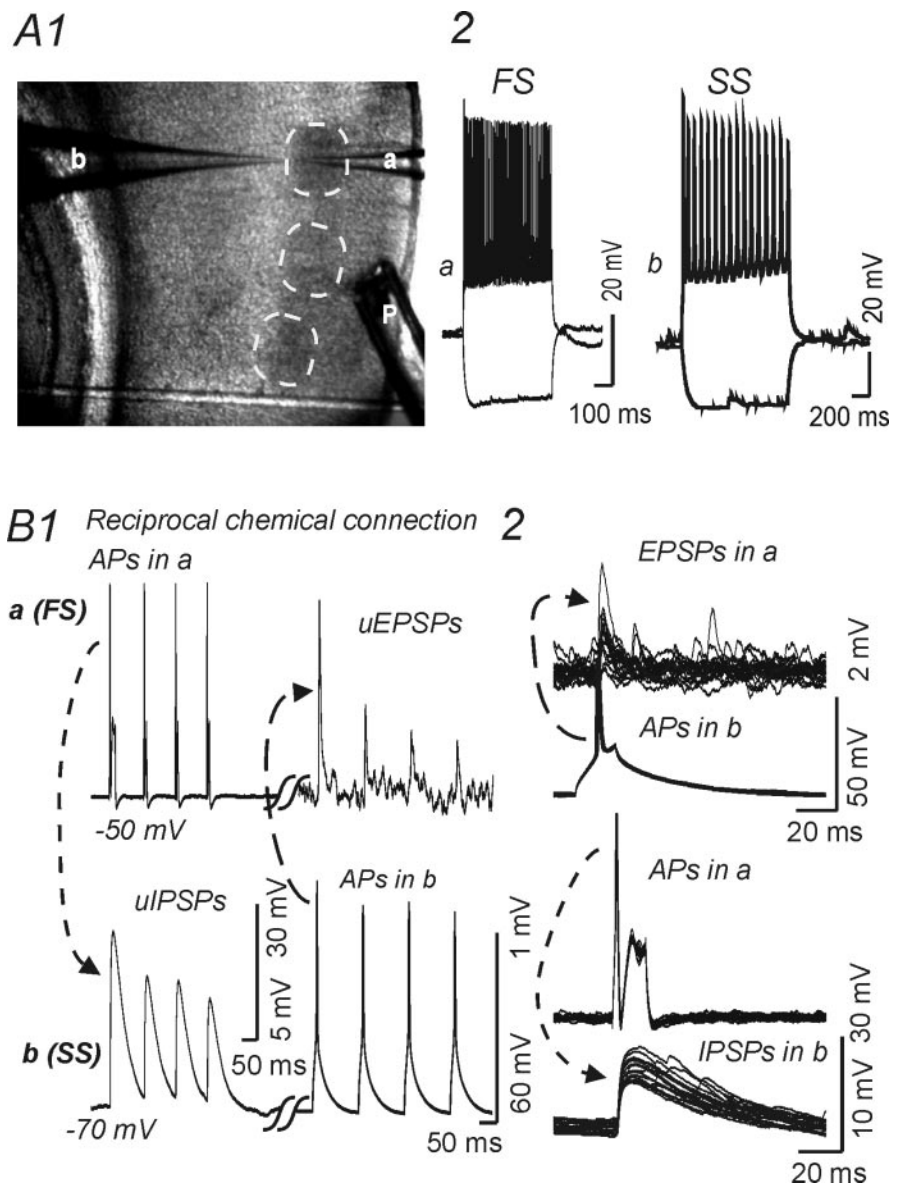 A1
b
a
P
2
FS
SS
a
b
20 mV
100 ms
20 mV
200 ms
B1 Reciprocal chemical connection
APs in a
a (FS)
uEPSPs
-50 mV
uIPSPs
APs in b
30 mV
5 mV
50 ms
1 mV
60 mV
50 ms
b (SS)
-70 mV
2
EPSPs in a
2 mV
APs in b
50 mV
20 ms
APs in a
30 mV
IPSPs in b
10 mV
20 ms